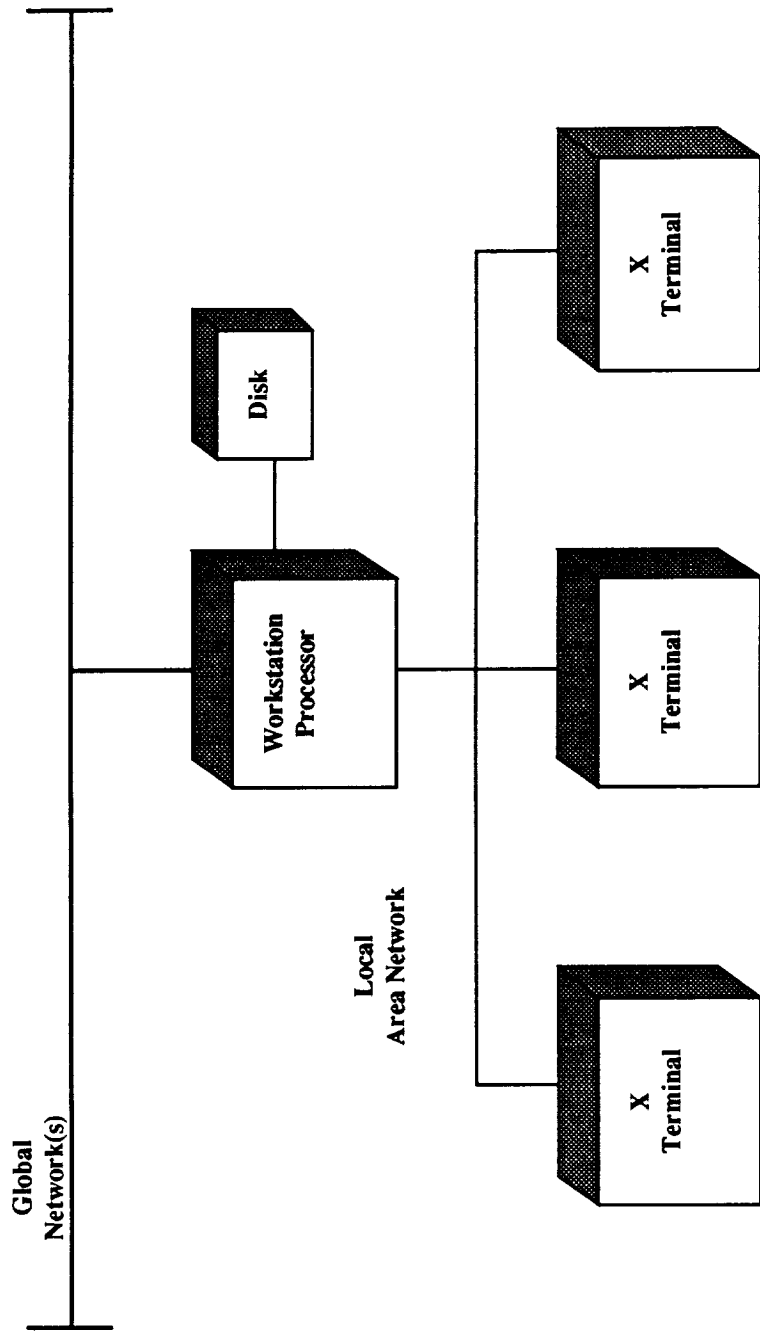 Global
Network(s)
Workstation
Processor
Disk
Local
Area Network
X
Terminal
X
Terminal
X
Terminal